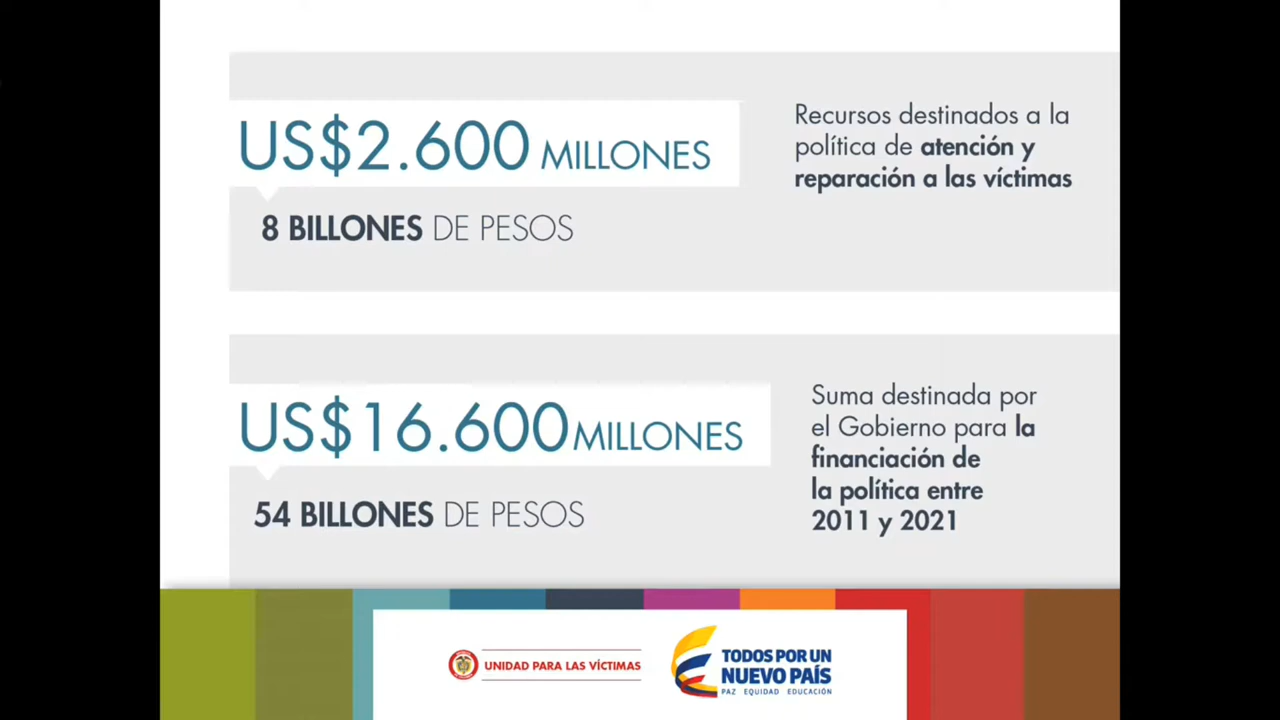 US$2.600 MILLONES
8 BILLONES DE PESOS
Recursos destinados a la
política de atención y
reparación a las víctimas
US$16.600 MILLONES
54 BILLONES DE PESOS
Suma destinada por
el Gobierno para la
financiación de
la política entre
2011 y 2021
UNIDAD PARA LAS VÍCTIMAS
TODOS POR UN
NUEVO PAÍS
PAZ EQUIDAD EDUCACIÓN